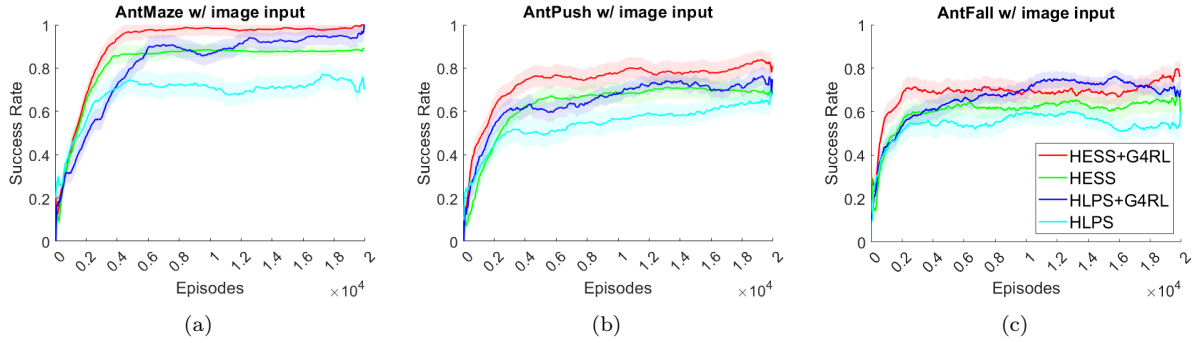 AntMaze w/ image input
1
0.8
0.6
0.4
0.2
0
Success Rate
0 0.2 0.4 0.6 0.8 1 1.2 1.4 1.6 1.8 2
Episodes
×10^4
(a)
AntPush w/ image input
1
0.8
0.6
0.4
0.2
0
Success Rate
0 0.2 0.4 0.6 0.8 1 1.2 1.4 1.6 1.8 2
Episodes
×10^4
(b)
AntFall w/ image input
1
0.8
0.6
0.4
0.2
0
Success Rate
HESS+G4RL
HESS
HLPS+G4RL
HLPS
0 0.2 0.4 0.6 0.8 1 1.2 1.4 1.6 1.8 2
Episodes
×10^4
(c)